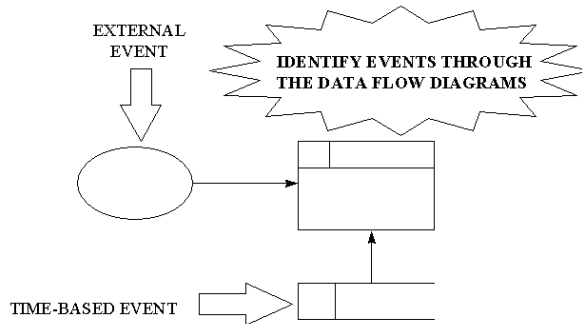 EXTERNAL
EVENT
IDENTIFY EVENTS THROUGH
THE DATA FLOW DIAGRAMS
TIME-BASED EVENT